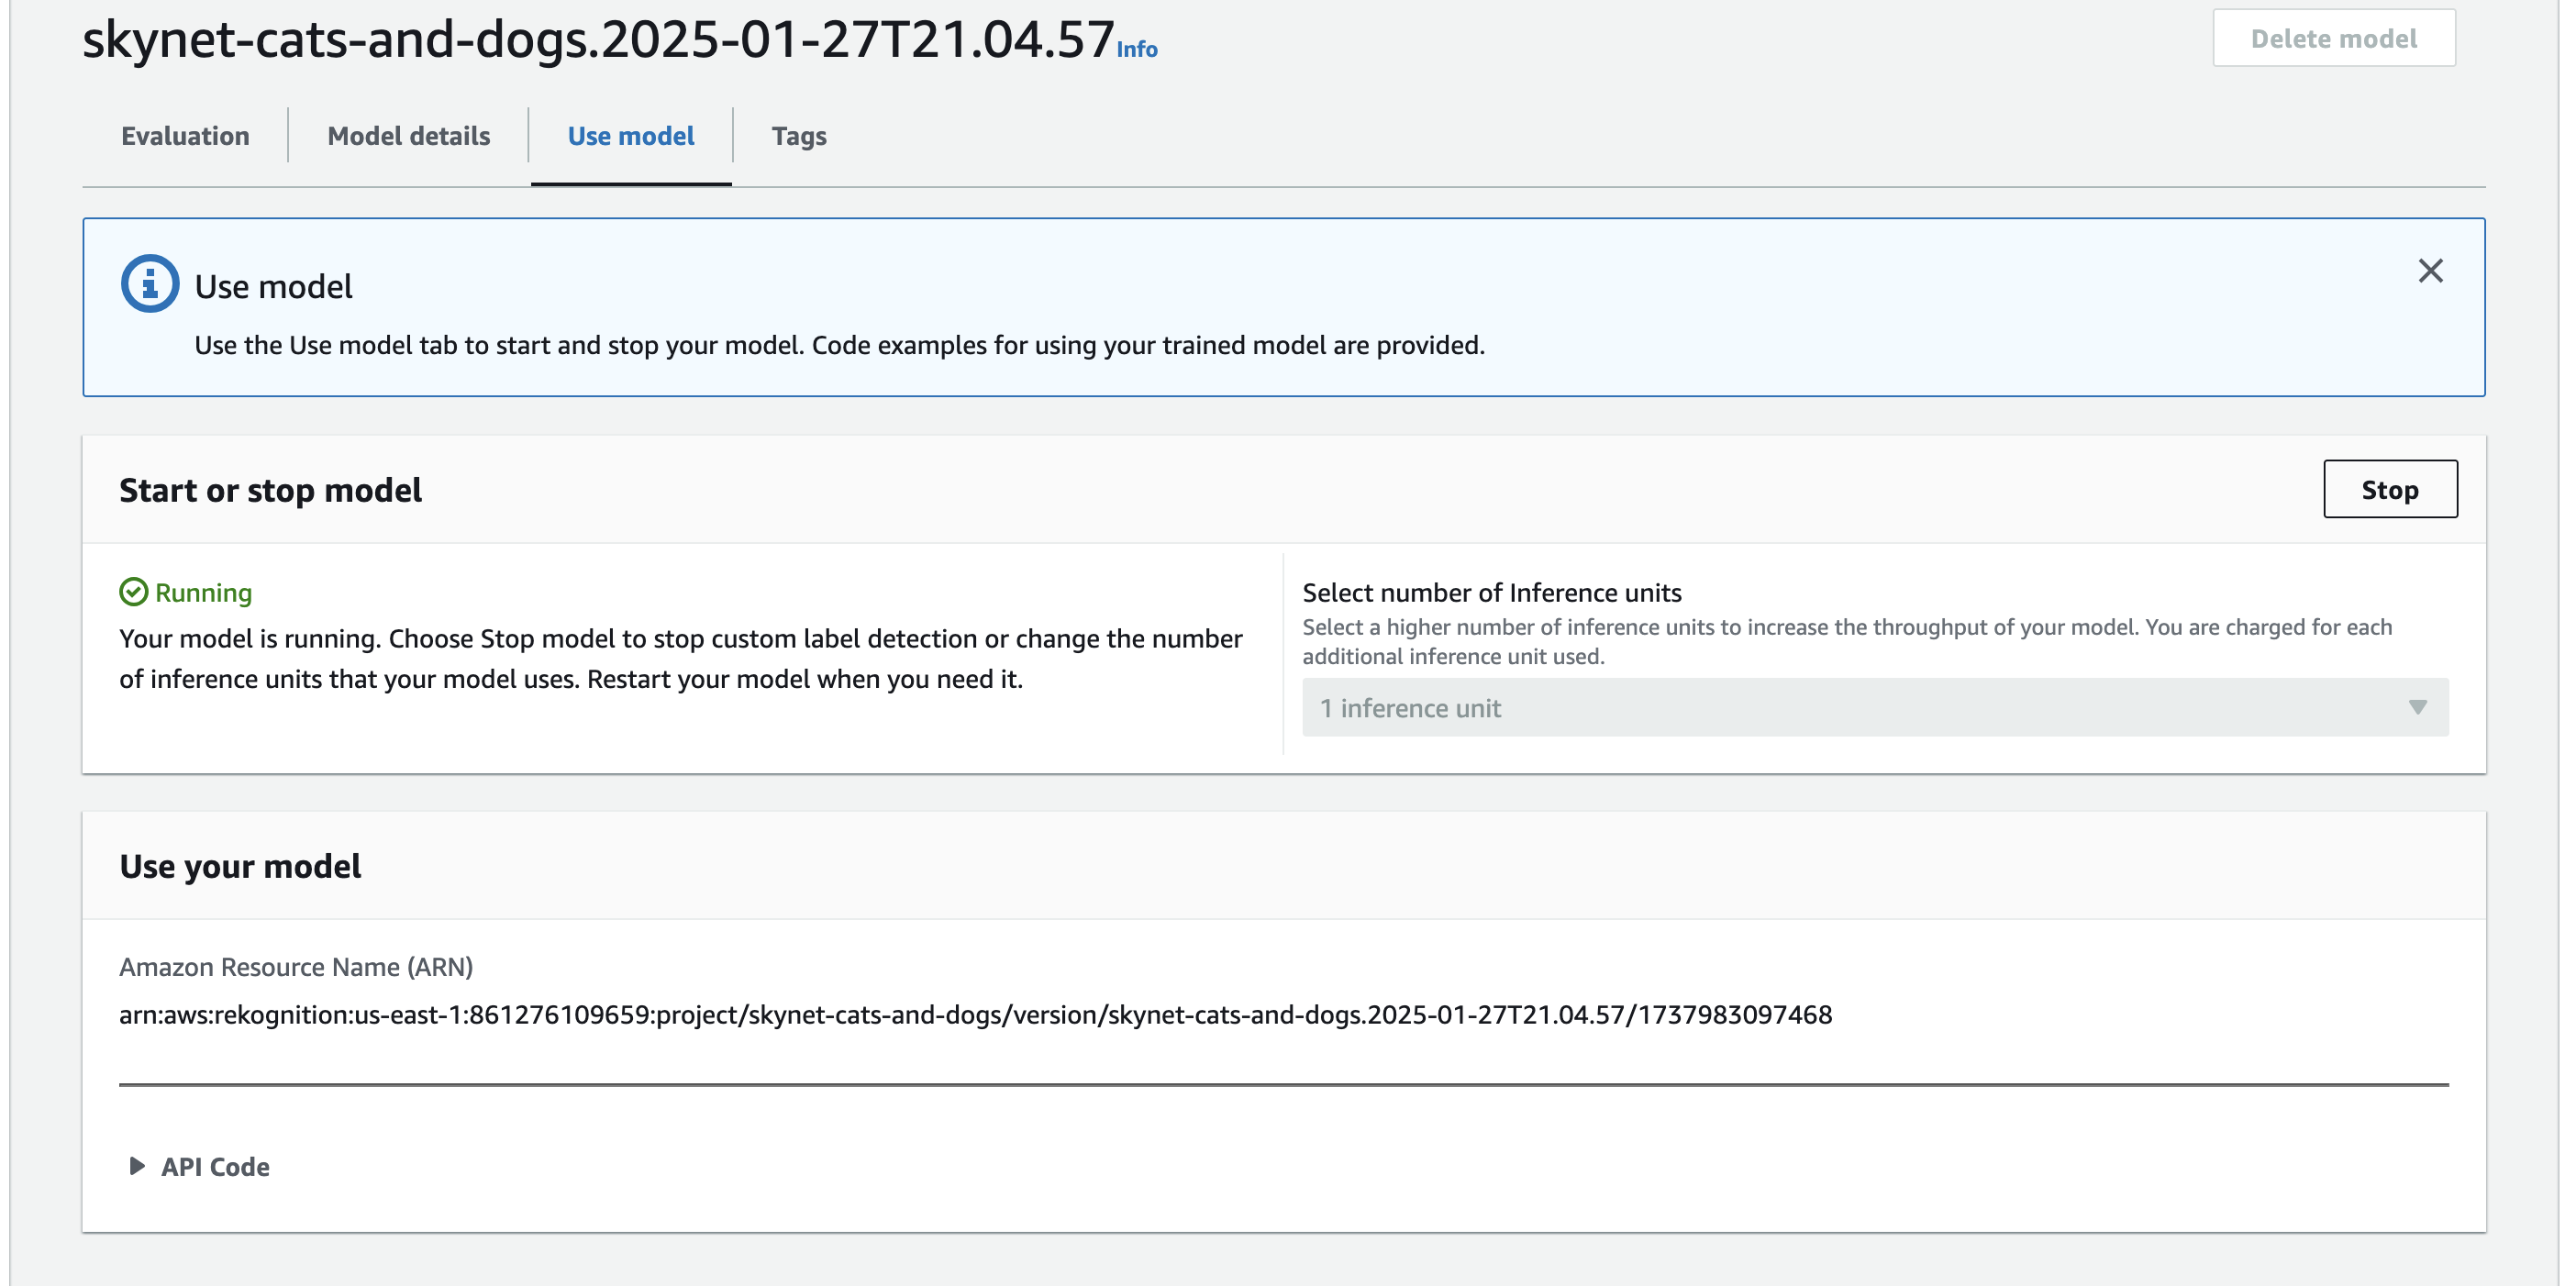 skynet-cats-and-dogs.2025-01-27T21.04.57 Info
Delete model
Evaluation
Model details
Use model
Tags
Use model
Use the Use model tab to start and stop your model. Code examples for using your trained model are provided.
Start or stop model
Stop
Running
Your model is running. Choose Stop model to stop custom label detection or change the number
of inference units that your model uses. Restart your model when you need it.
Select number of Inference units
Select a higher number of inference units to increase the throughput of your model. You are charged for each
additional inference unit used.
1 inference unit
Use your model
Amazon Resource Name (ARN)
arn:aws:rekognition:us-east-1:861276109659:project/skynet-cats-and-dogs/version/skynet-cats-and-dogs.2025-01-27T21.04.57/1737983097468
API Code